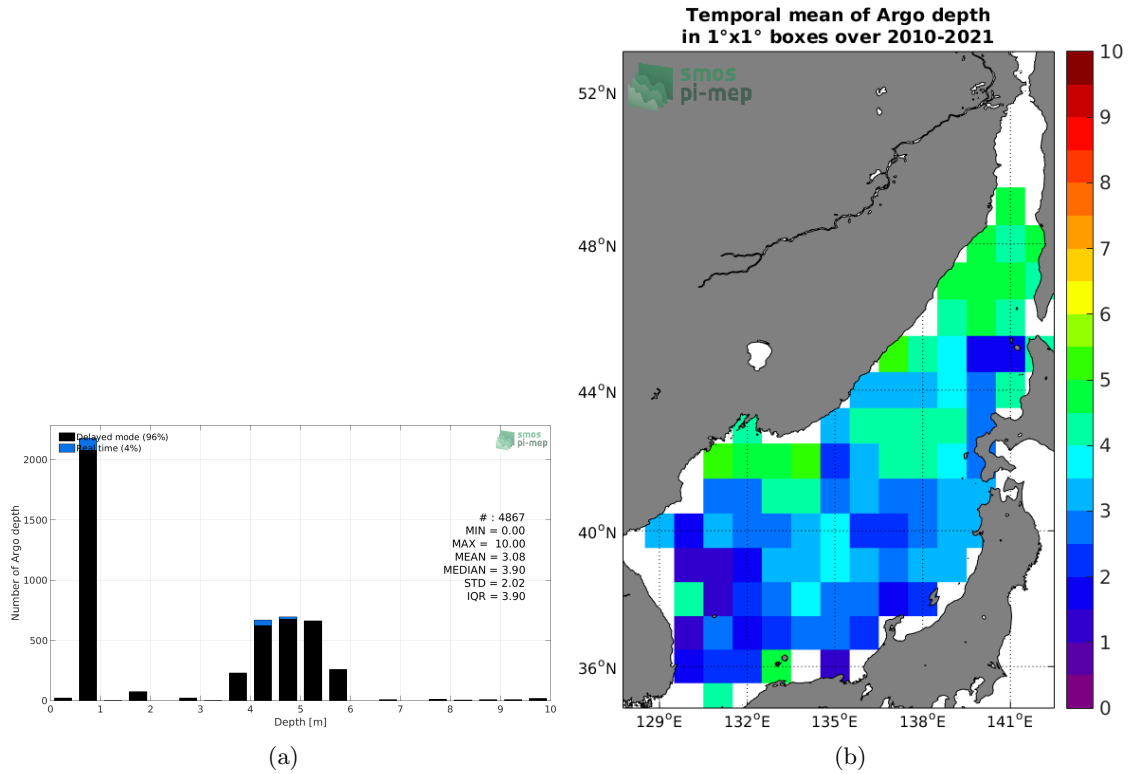 Temporal mean of Argo depth
in 1°x1° boxes over 2010-2021
smos
pi-mep
52°N
48°N
44°N
40°N
36°N
129°E
132°E
135°E
138°E
141°E
10
9
8
7
6
5
4
3
2
1
0
Delayed mode (96%)
Real time (4%)
smos
pi-mep
# : 4867
MIN = 0.00
MAX = 10.00
MEAN = 3.08
MEDIAN = 3.90
STD = 2.02
IQR = 3.90
Number of Argo depth
2000
1500
1000
500
0
0 1 2 3 4 5 6 7 8 9 10
Depth [m]
(a)
(b)